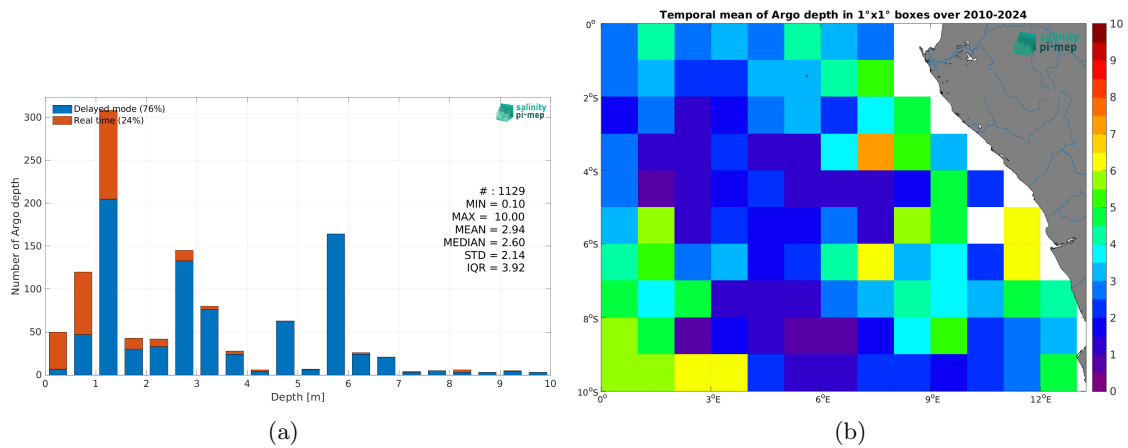 Delayed mode (76%)
Real time (24%)
salinity
pi-mep
# : 1129
MIN = 0.10
MAX = 10.00
MEAN = 2.94
MEDIAN = 2.60
STD = 2.14
IQR = 3.92
300
250
200
150
100
50
0
Number of Argo depth
0 1 2 3 4 5 6 7 8 9 10
Depth [m]
(a)
Temporal mean of Argo depth in 1°x1° boxes over 2010-2024
salinity
pi-mep
0°
2°S
4°S
6°S
8°S
10°S
0° 3°E 6°E 9°E 12°E
10
9
8
7
6
5
4
3
2
1
0
(b)